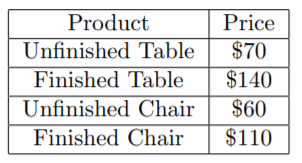 Product Price
Unfinished Table $70
Finished Table $140
Unfinished Chair $60
Finished Chair $110